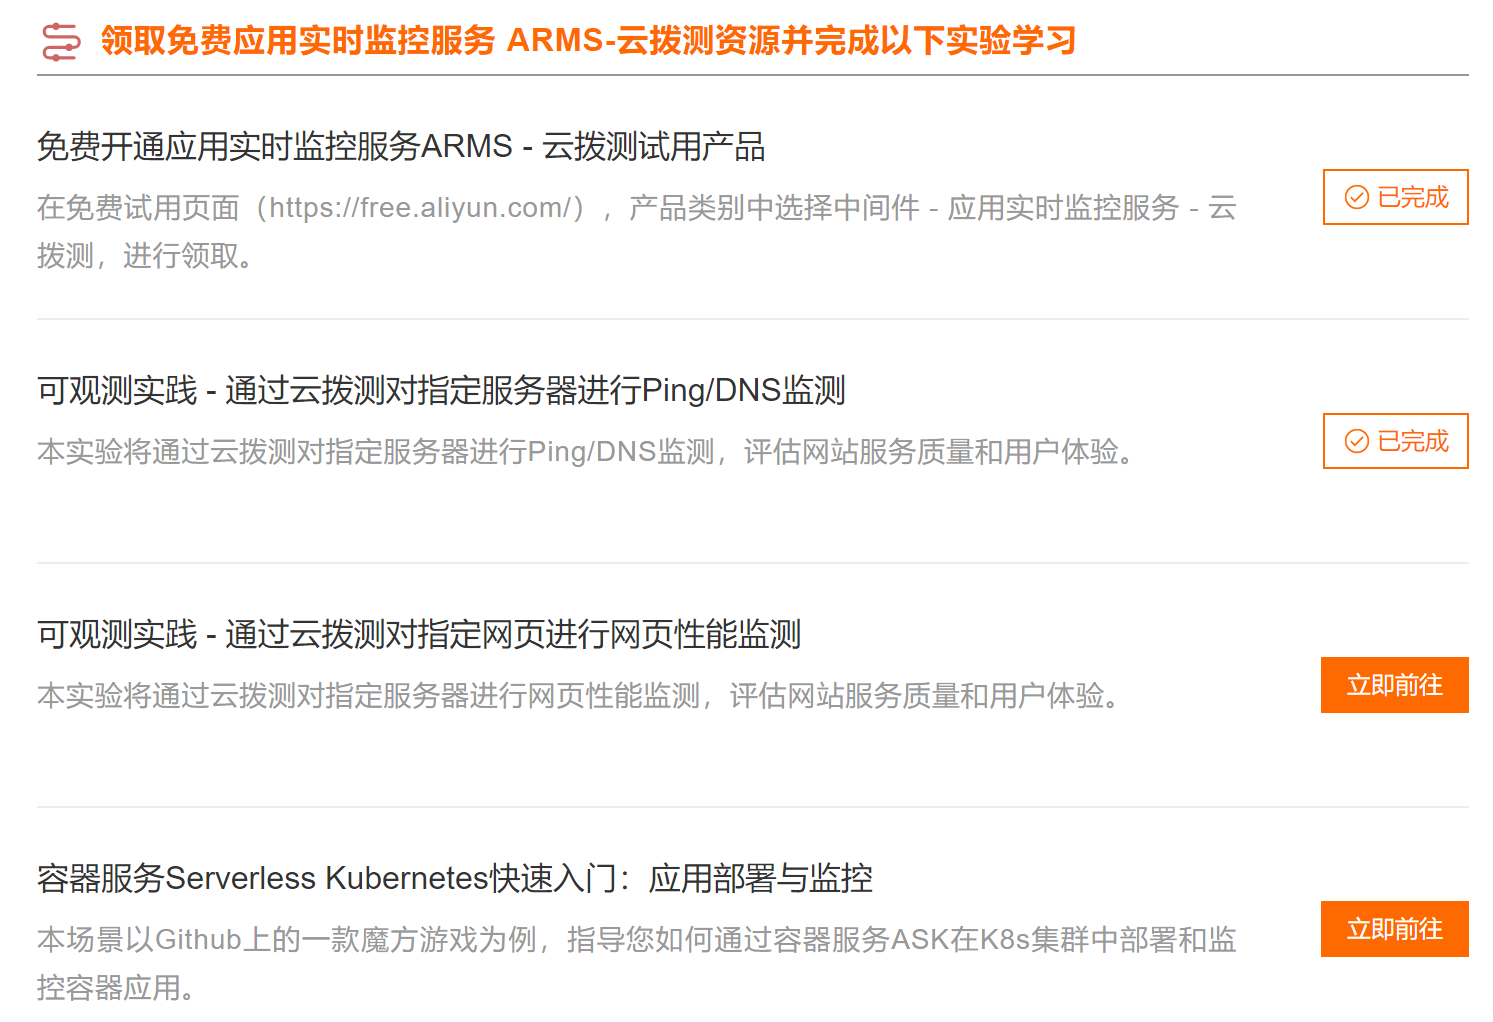 领取免费应用实时监控服务 ARMS-云拨测资源并完成以下实验学习
免费开通应用实时监控服务ARMS - 云拨测试用产品
在免费试用页面（https://free.aliyun.com/），产品类别中选择中间件 - 应用实时监控服务 - 云
拨测，进行领取。
已完成
可观测实践 - 通过云拨测对指定服务器进行Ping/DNS监测
本实验将通过云拨测对指定服务器进行Ping/DNS监测，评估网站服务质量和用户体验。
已完成
可观测实践 - 通过云拨测对指定网页进行网页性能监测
本实验将通过云拨测对指定服务器进行网页性能监测，评估网站服务质量和用户体验。
立即前往
容器服务Serverless Kubernetes快速入门：应用部署与监控
本场景以Github上的一款魔方游戏为例，指导您如何通过容器服务ASK在K8s集群中部署和监
控容器应用。
立即前往